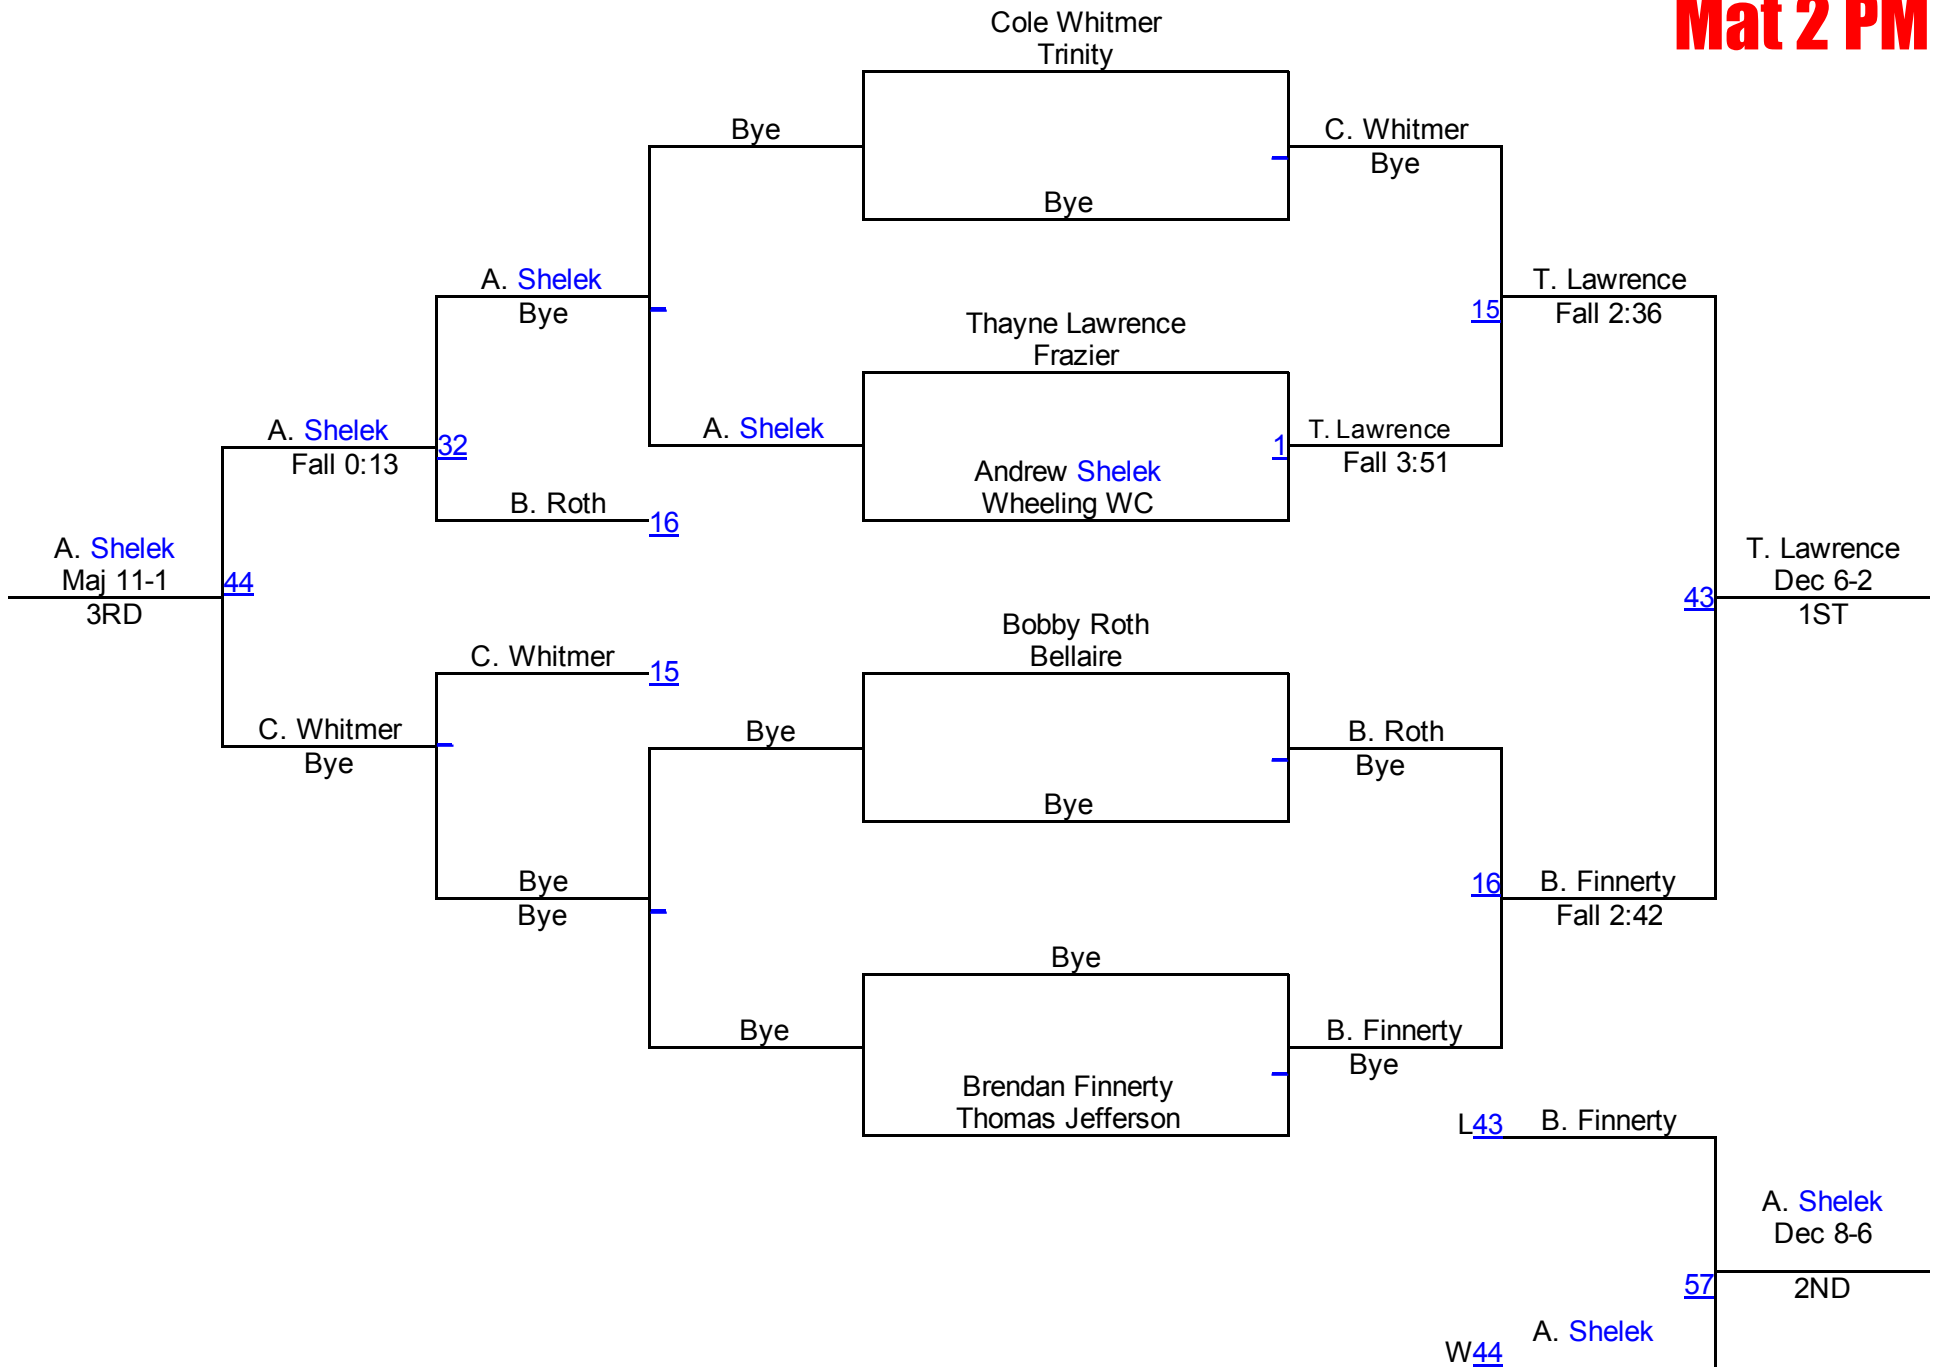 Mat 2 PM
Cole Whitmer
Trinity
Bye
C. Whitmer
Bye
Bye
A. Shelek
Bye
T. Lawrence
15
Fall 2:36
Thayne Lawrence
Frazier
A. Shelek
Fall 0:13
32
A. Shelek
1
T. Lawrence
Fall 3:51
Andrew Shelek
Wheeling WC
B. Roth
16
A. Shelek
Maj 11-1
3RD
44
T. Lawrence
Dec 6-2
1ST
43
Bobby Roth
Bellaire
C. Whitmer
15
C. Whitmer
Bye
Bye
B. Roth
Bye
Bye
Bye
Bye
16
B. Finnerty
Fall 2:42
Bye
Bye
B. Finnerty
Bye
Brendan Finnerty
Thomas Jefferson
L43
B. Finnerty
A. Shelek
Dec 8-6
57
2ND
A. Shelek
W44